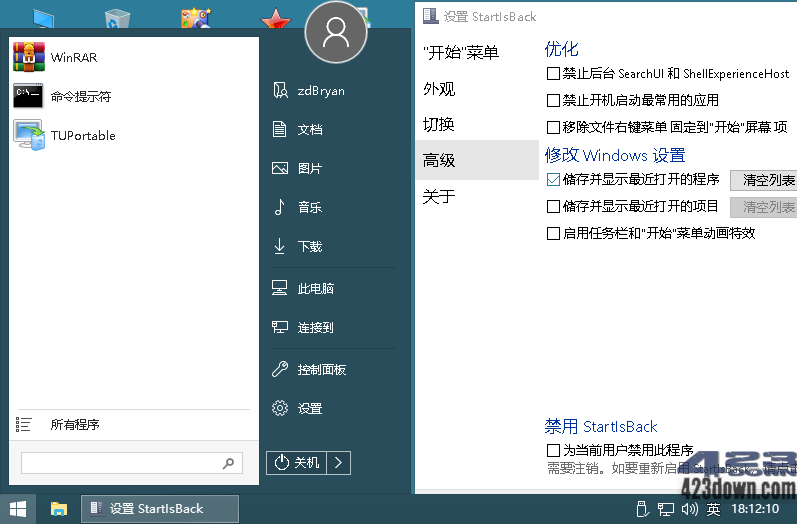 WinRAR
命令提示符
TUPortable
所有程序
zdBryan
文档
图片
音乐
下载
此电脑
连接到
控制面板
设置
关机
设置 StartIsBack
"开始"菜单
外观
切换
高级
关于
优化
禁止后台 SearchUI 和 ShellExperienceHost
禁止开机启动最常用的应用
移除文件右键菜单 固定到"开始"屏幕 项
修改 Windows 设置
储存并显示最近打开的程序 清空列表
储存并显示最近打开的项目 清空列表
启用任务栏和"开始"菜单动画特效
禁用 StartIsBack
为当前用户禁用此程序
需要注销。如要重新启用 StartIsBack，请点
423down.com
设置 StartIsBack
英 18:12:10